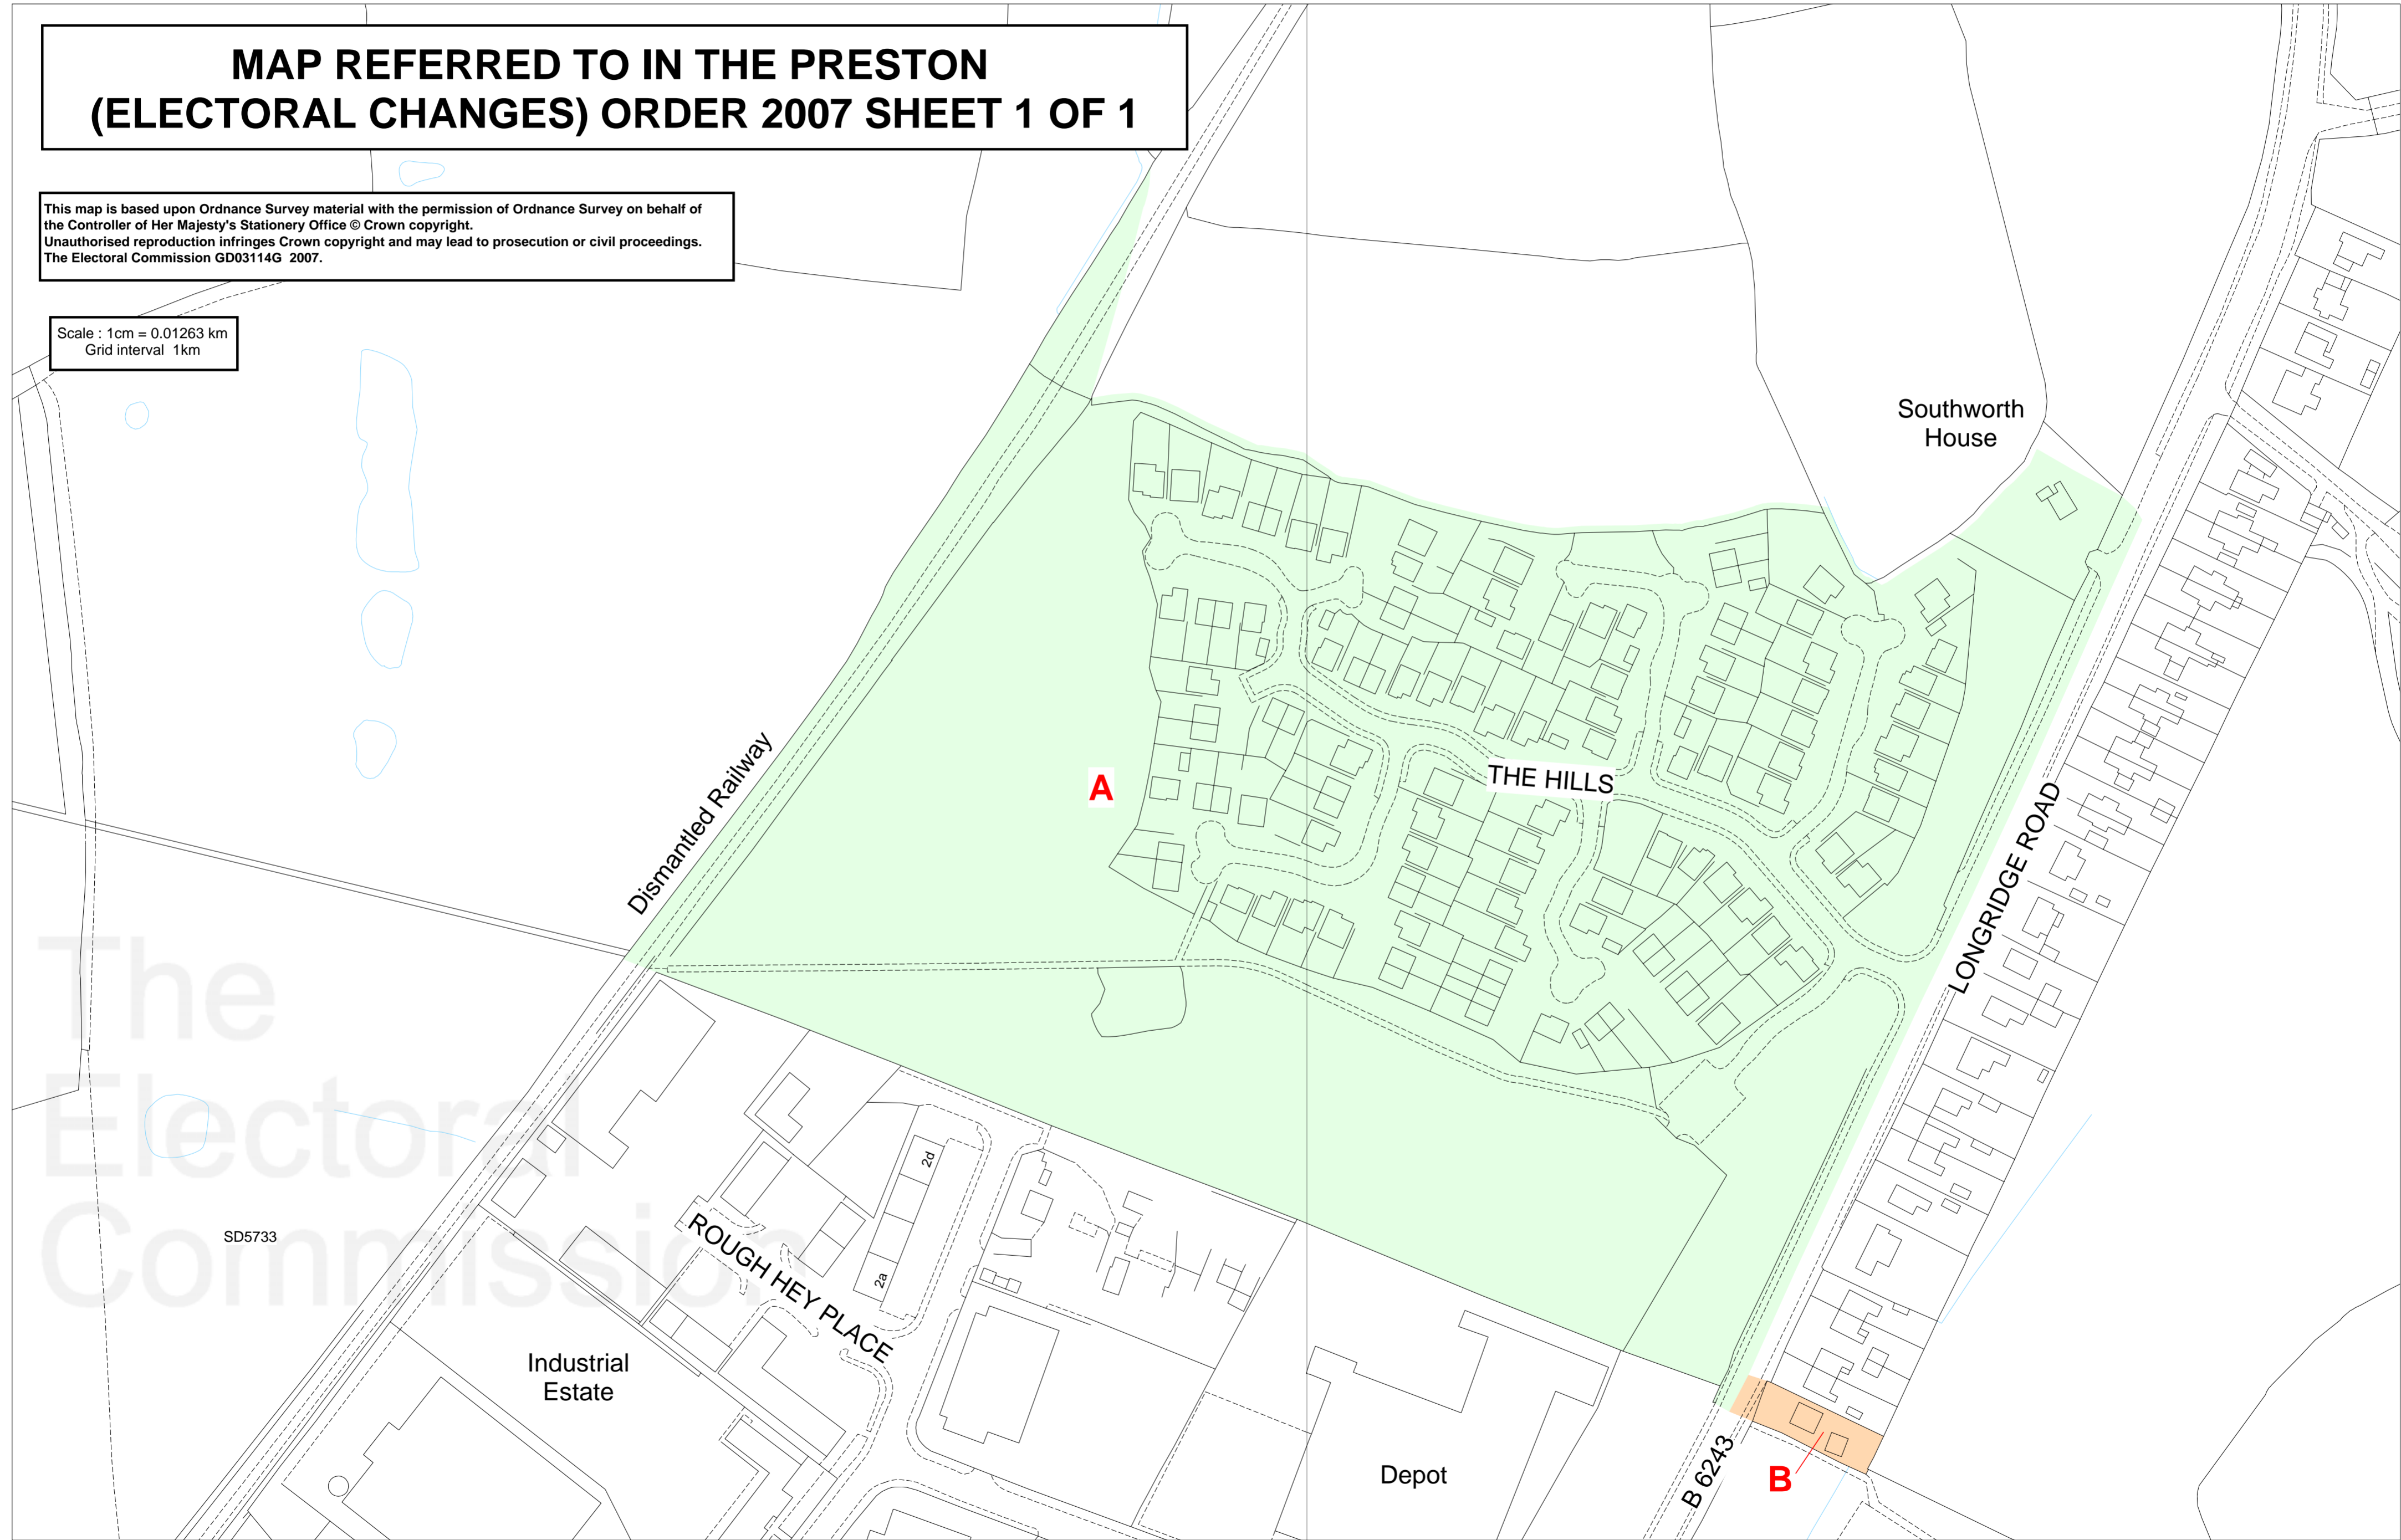 MAP REFERRED TO IN THE PRESTON
(ELECTORAL CHANGES) ORDER 2007 SHEET 1 OF 1
This map is based upon Ordnance Survey material with the permission of Ordnance Survey on behalf of
the Controller of Her Majesty's Stationery Office © Crown copyright.
Unauthorised reproduction infringes Crown copyright and may lead to prosecution or civil proceedings.
The Electoral Commission GD03114G 2007.
Scale : 1cm = 0.01263 km
Grid interval 1km
Southworth
House
Dismantled Railway
A
THE HILLS
LONGRIDGE ROAD
The
Electoral
Commission
SD5733
2d
2a
ROUGH HEY PLACE
Industrial
Estate
Depot
B 6243
B